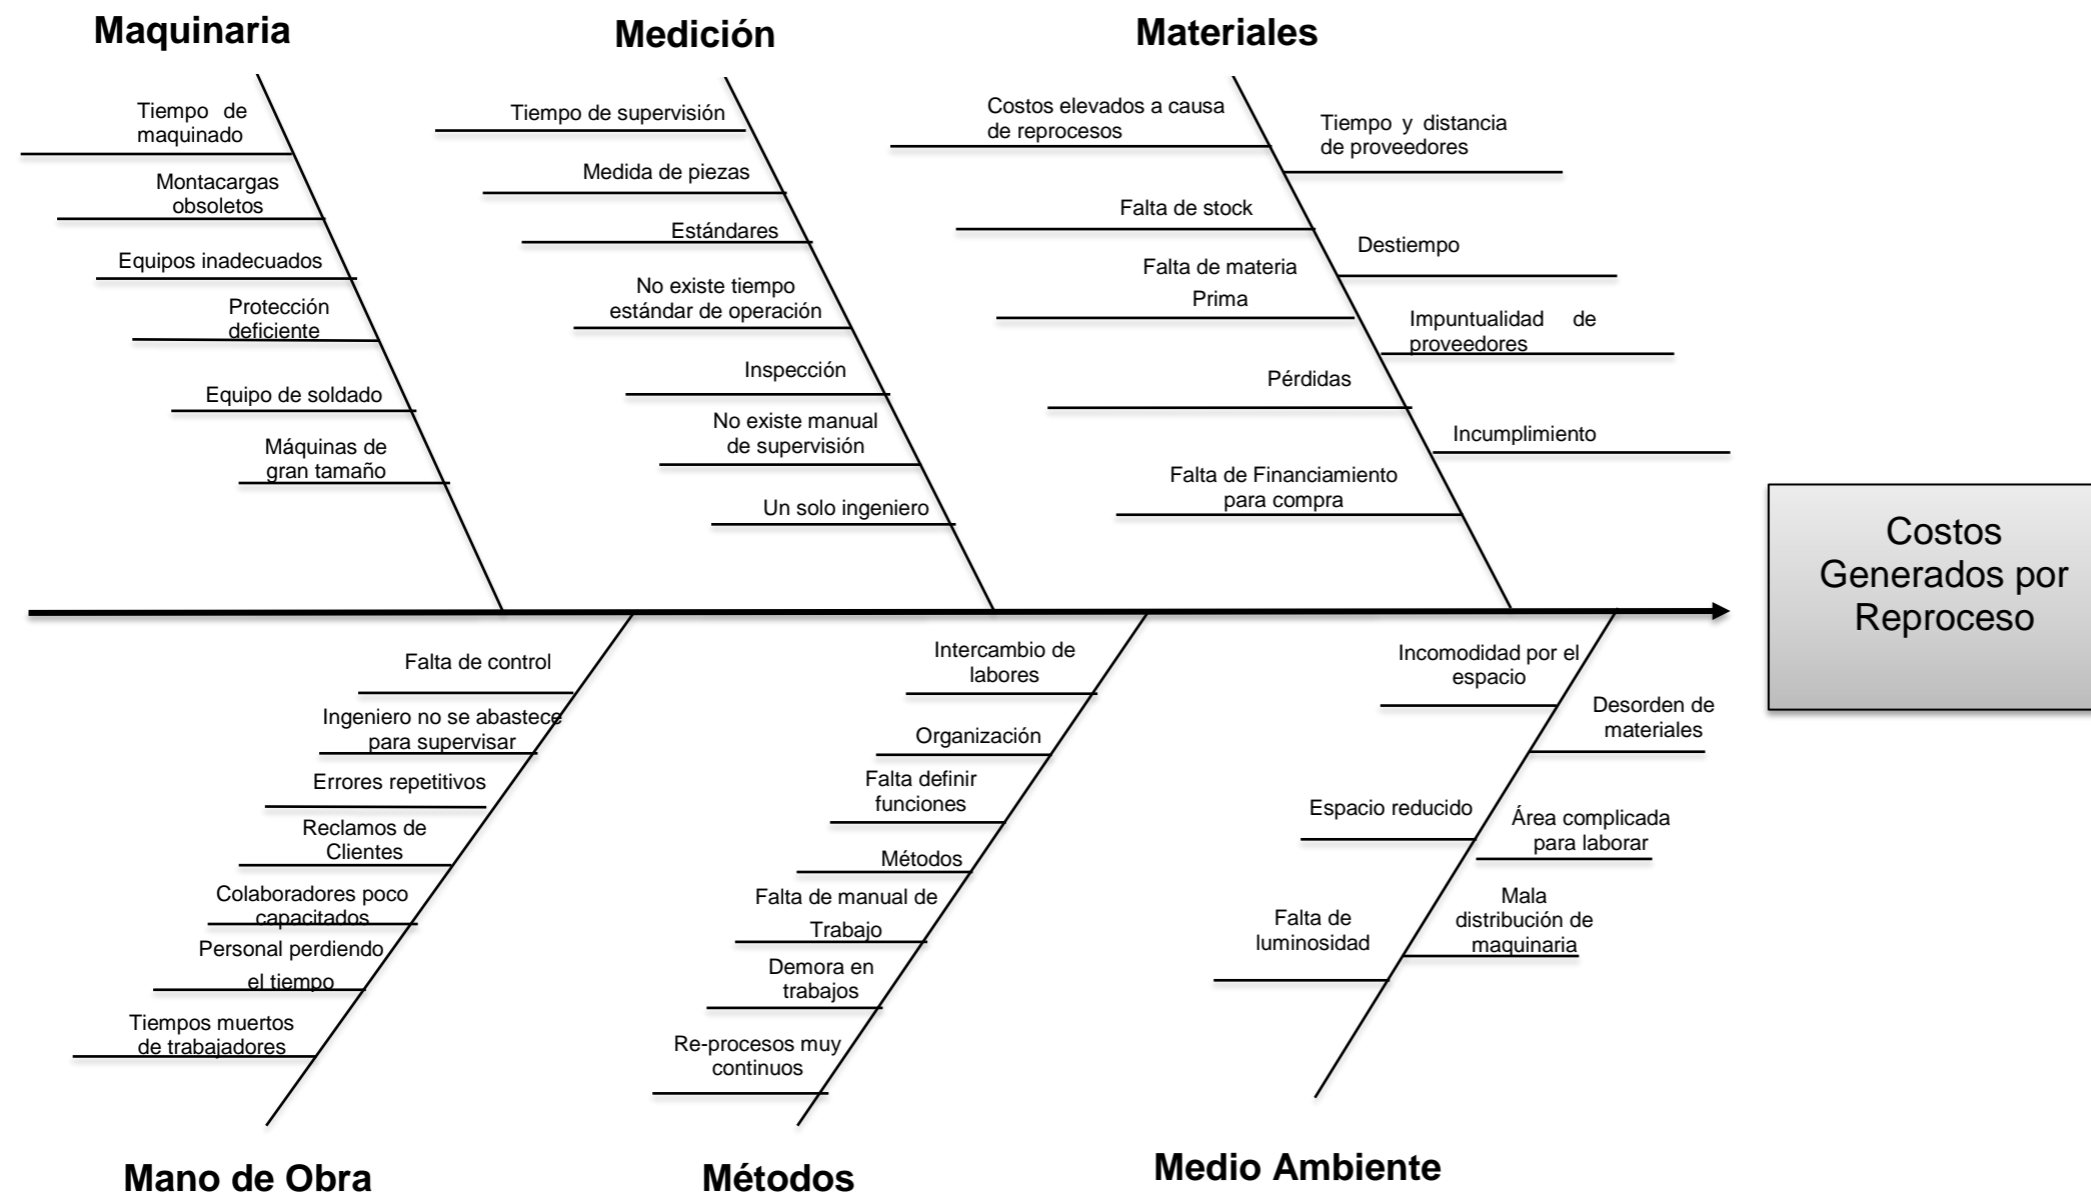 Maquinaria
Medición
Materiales
Tiempo de
maquinado
Montacargas
obsoletos
Equipos inadecuados
Protección
deficiente
Equipo de soldado
Máquinas de
gran tamaño
Tiempo de supervisión
Medida de piezas
Estándares
No existe tiempo
estándar de operación
Inspección
No existe manual
de supervisión
Un solo ingeniero
Costos elevados a causa
de reprocesos
Falta de stock
Falta de materia
Prima
Pérdidas
Falta de Financiamiento
para compra
Tiempo y distancia
de proveedores
Destiempo
Impuntualidad de
proveedores
Incumplimiento
Costos
Generados por
Reproceso
Falta de control
Ingeniero no se abastece
para supervisar
Errores repetitivos
Reclamos de
Clientes
Colaboradores poco
capacitados
Personal perdiendo
el tiempo
Tiempos muertos
de trabajadores
Intercambio de
labores
Organización
Falta definir
funciones
Métodos
Falta de manual de
Trabajo
Demora en
trabajos
Re-procesos muy
continuos
Incomodidad por el
espacio
Espacio reducido
Falta de
luminosidad
Desorden de
materiales
Área complicada
para laborar
Mala
distribución de
maquinaria
Mano de Obra
Métodos
Medio Ambiente